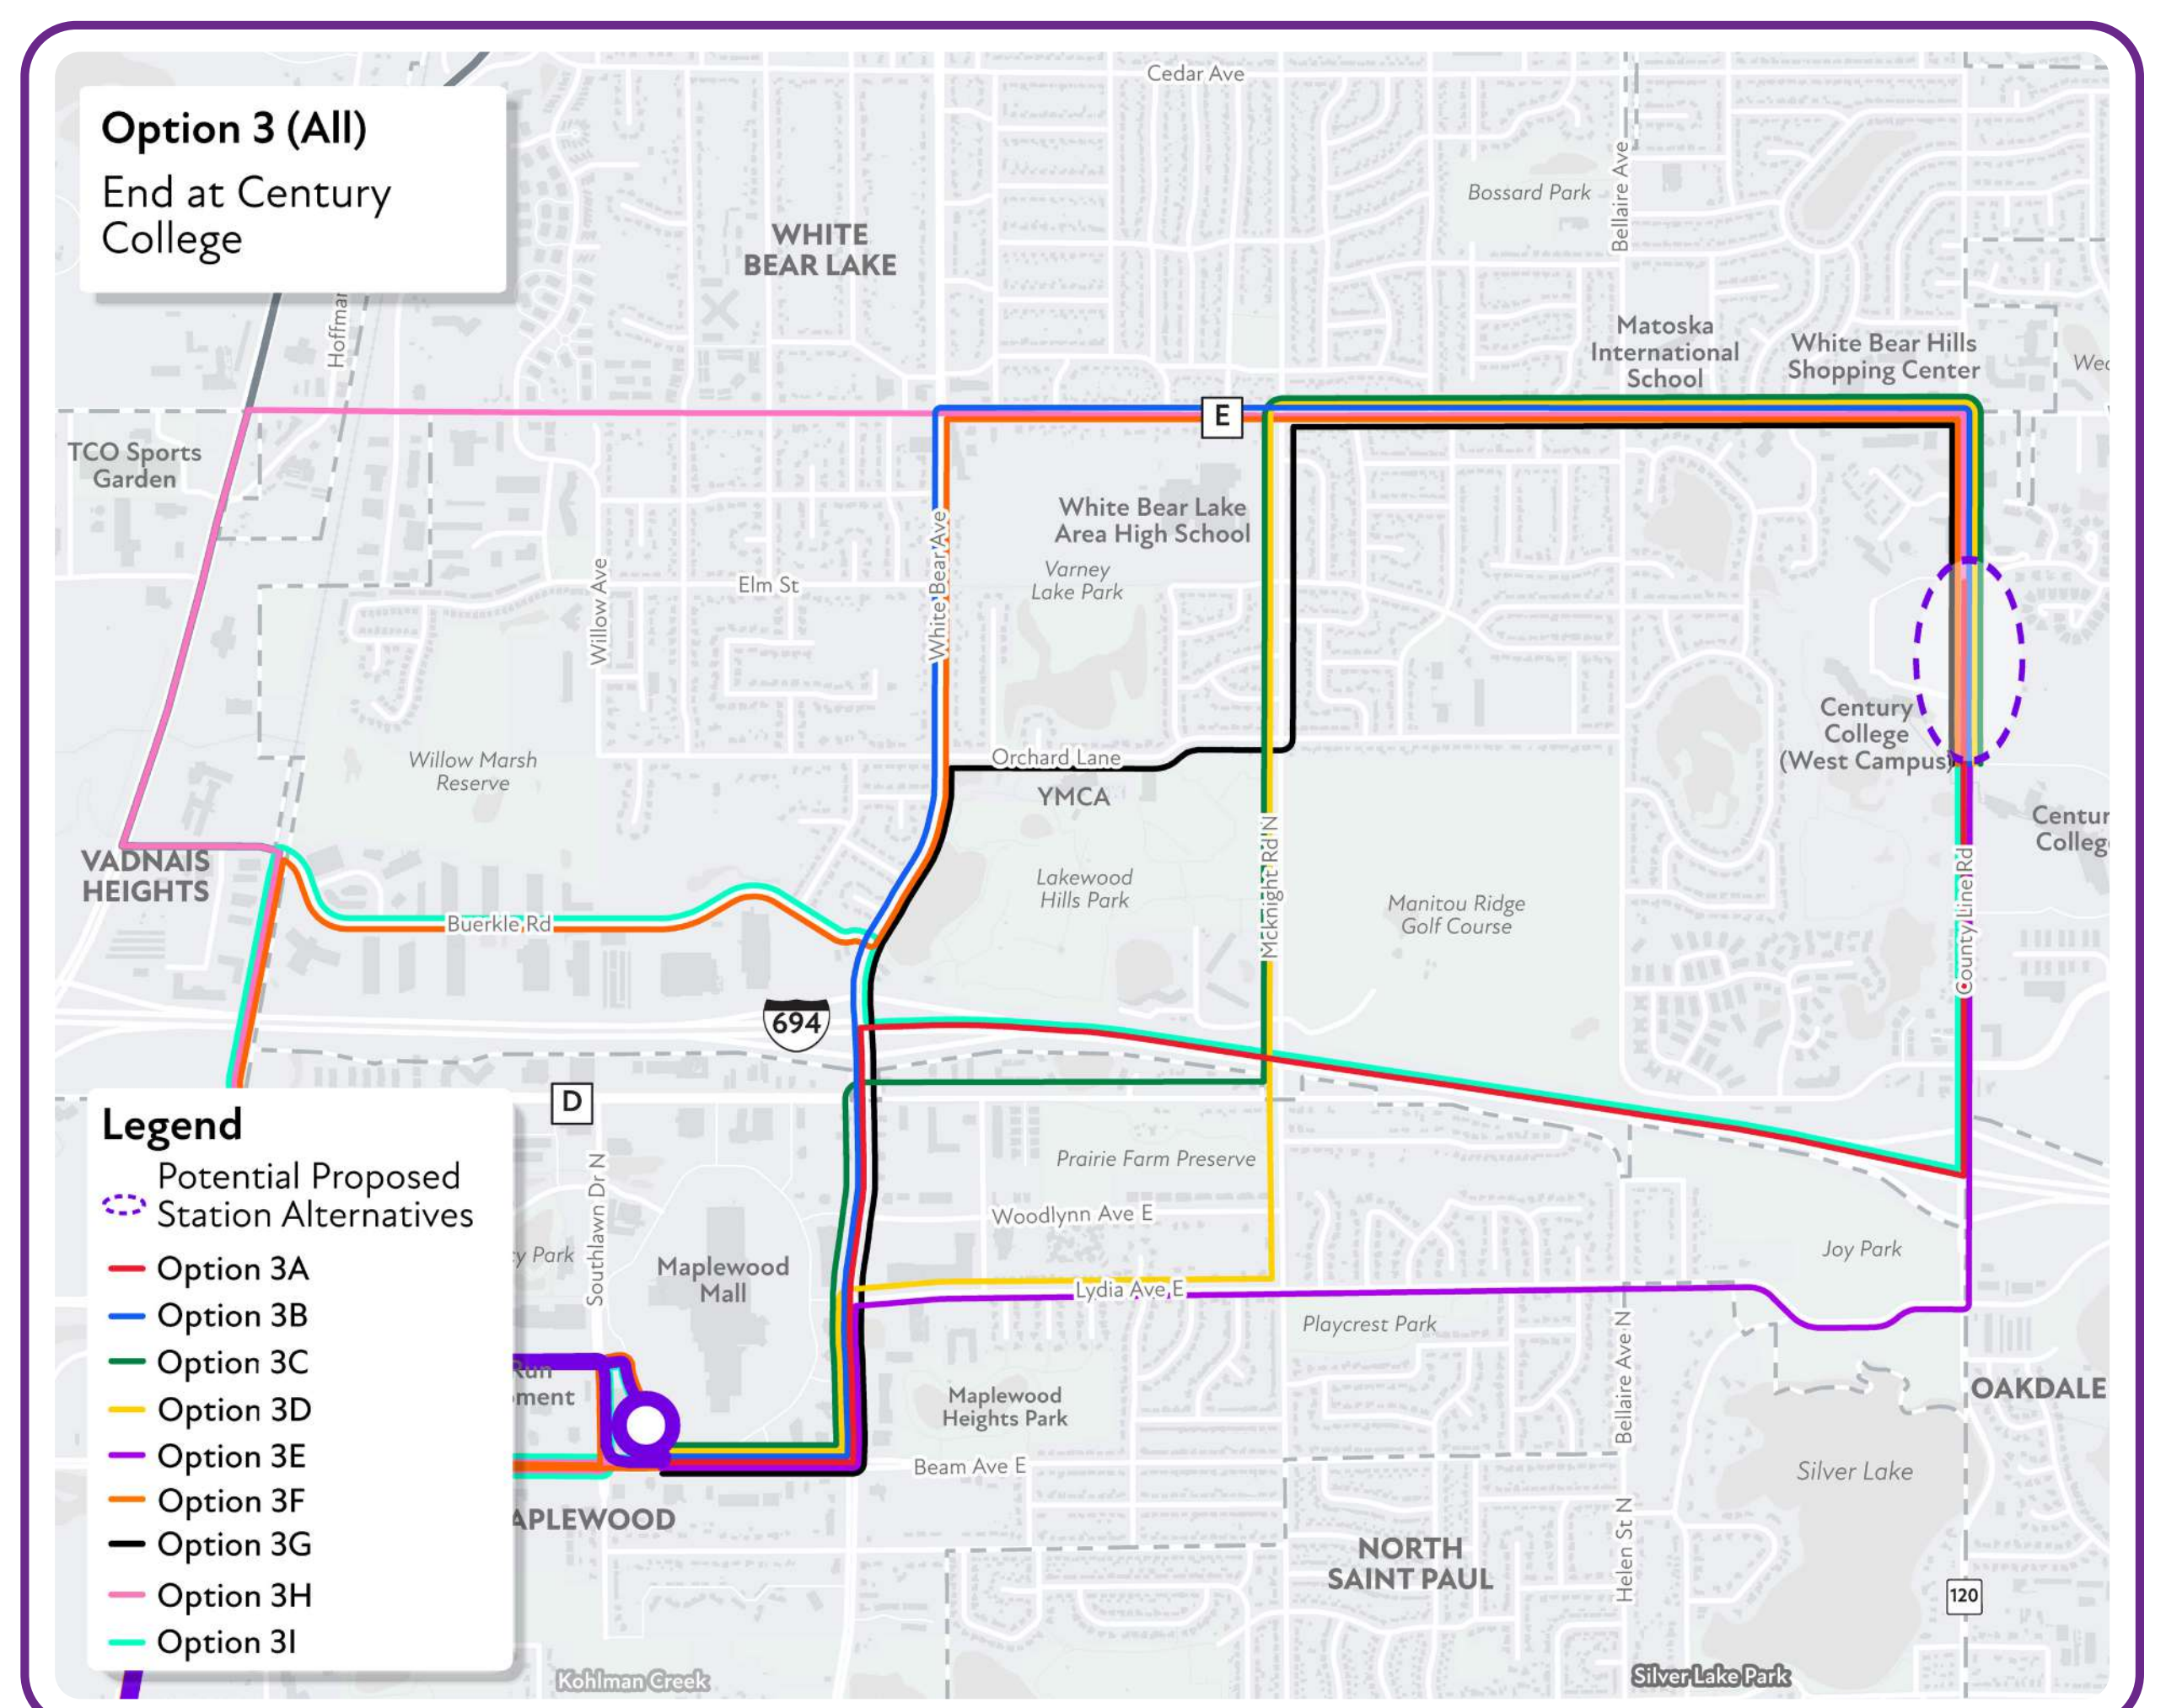 Option 3 (All)
End at Century
College
Cedar Ave
Bossard Park
Bellaire Ave
WHITE
BEAR LAKE
Matoska
International
School
White Bear Hills
Shopping Center
E
TCO Sports
Garden
White Bear Lake
Area High School
Varney
Lake Park
White Bear Ave
Willow Ave
Elm St
Willow Marsh
Reserve
Orchard Lane
YMCA
Century
College
(West Campus)
Mcknight Rd N
County Line Rd
Lakewood
Hills Park
Manitou Ridge
Golf Course
VADNAIS
HEIGHTS
Buerkle Rd
694
D
Prairie Farm Preserve
Woodlynn Ave E
Southlawn Dr N
Maplewood
Mall
Lydia Ave E
Joy Park
Playcrest Park
Bellaire Ave N
Maplewood
Heights Park
OAKDALE
Beam Ave E
Silver Lake
NORTH
SAINT PAUL
Helen St N
120
Kohlman Creek
Silver Lake Park
Legend
Potential Proposed
Station Alternatives
Option 3A
Option 3B
Option 3C
Option 3D
Option 3E
Option 3F
Option 3G
Option 3H
Option 3I